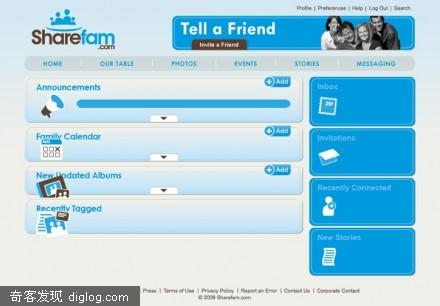 Profile | Preferences | Help | Log Out | Search
Sharefam
.com
Tell a Friend
Invite a Friend
HOME
OUR TABLE
PHOTOS
EVENTS
STORIES
MESSAGING
Announcements
Add
Inbox
Family Calendar
Add
Invitations
New Updated Albums
Add
Recently Connected
Recently Tagged
New Stories
Press | Terms of Use | Privacy Policy | Report an Error | Contact Us | Corporate Contact
© 2008 Sharefam.com
奇客发现 diglog.com